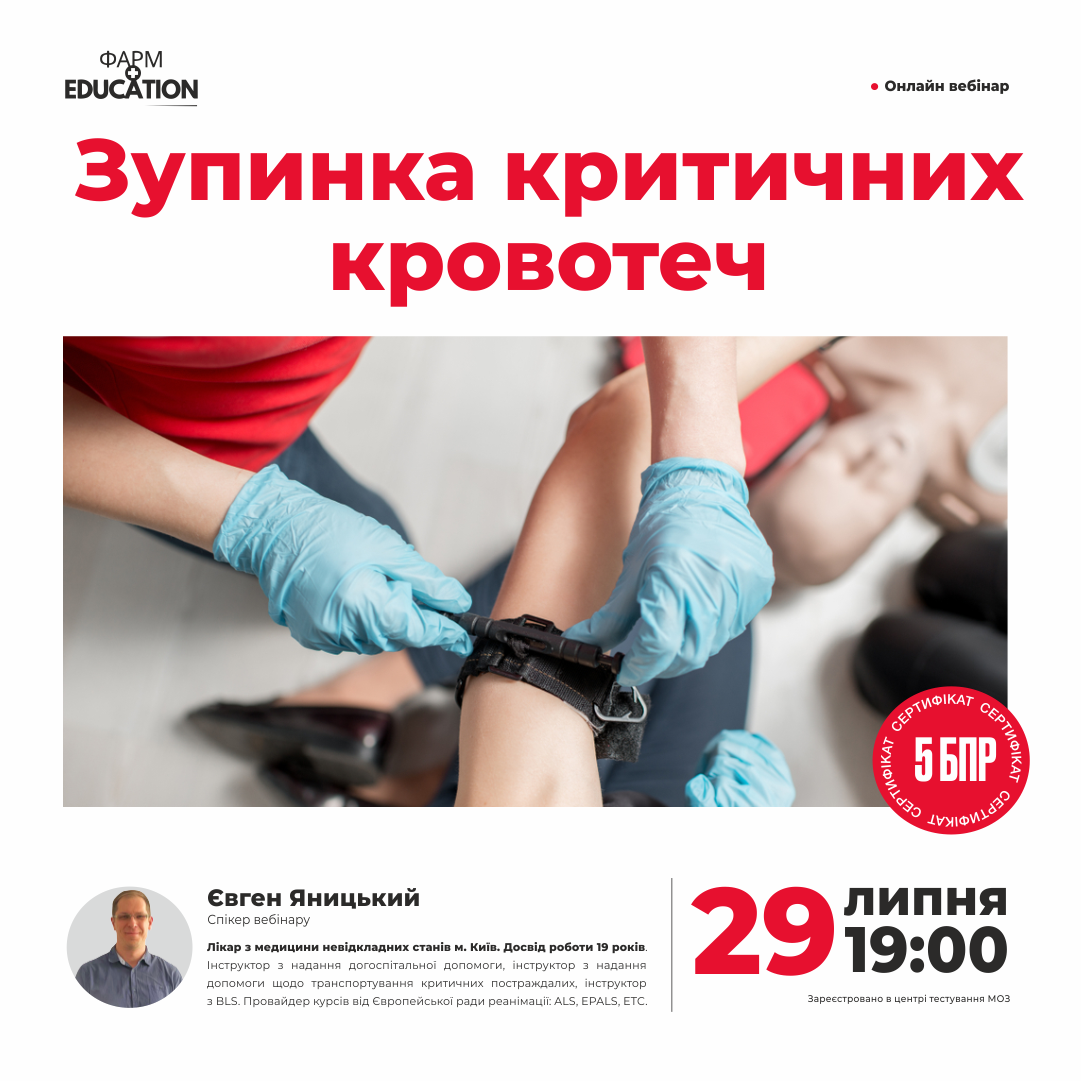 ФАРМ
EDUCATION
Онлайн вебінар
Зупинка критичних
кровотеч
СЕРТИФІКАТ СЕРТИФІКАТ СЕРТИФІКАТ СЕРТИФІКАТ
5 БПР
Євген Яницький
Спікер вебінару
Лікар з медицини невідкладних станів м. Київ. Досвід роботи 19 років.
Інструктор з надання догоспітальної допомоги, інструктор з надання
допомоги щодо транспортування критичних постраждалих, інструктор
з BLS. Провайдер курсів від Європейської ради реанімації: ALS, EPALS, ETC.
29
липня
19:00
Зареєстровано в центрі тестування МОЗ